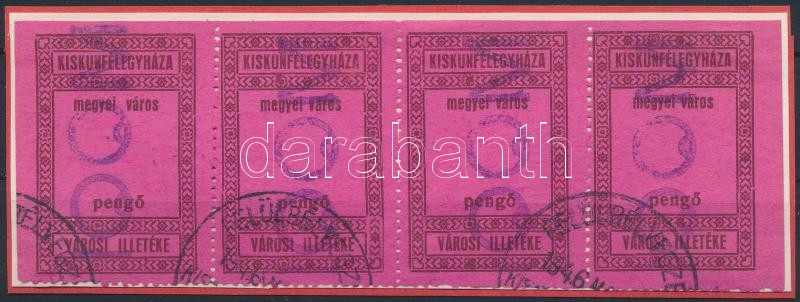 KISKUNFÉLEGYHÁZA KISKUNFÉLEGYHÁZA KISKUNFÉLEGYHÁZA KISKUNFÉLEGYHÁZA
megyei város megyei város megyei város megyei város
darabanth
pengő pengő pengő pengő
VÁROSI ILLETÉKE VÁROSI ILLETÉKE VÁROSI ILLETÉKE VÁROSI ILLETÉKE